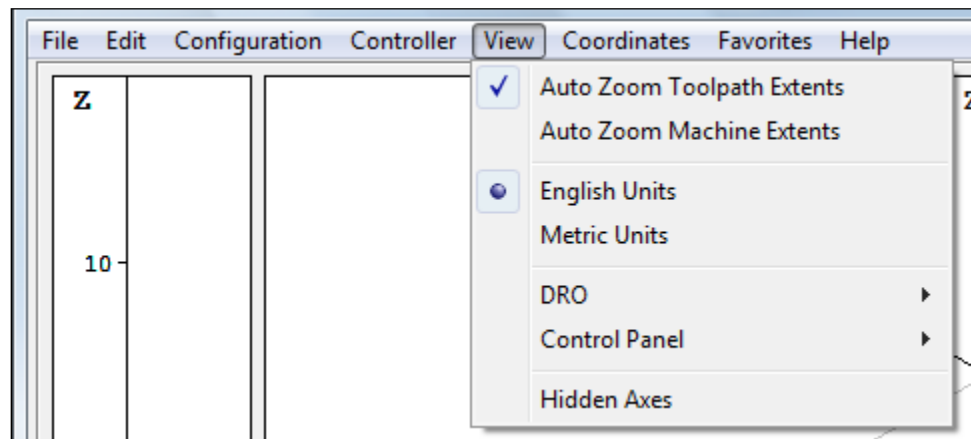 File Edit Configuration Controller View Coordinates Favorites Help
Z
Auto Zoom Toolpath Extents
Z
Auto Zoom Machine Extents
English Units
Metric Units
10
DRO
Control Panel
Hidden Axes